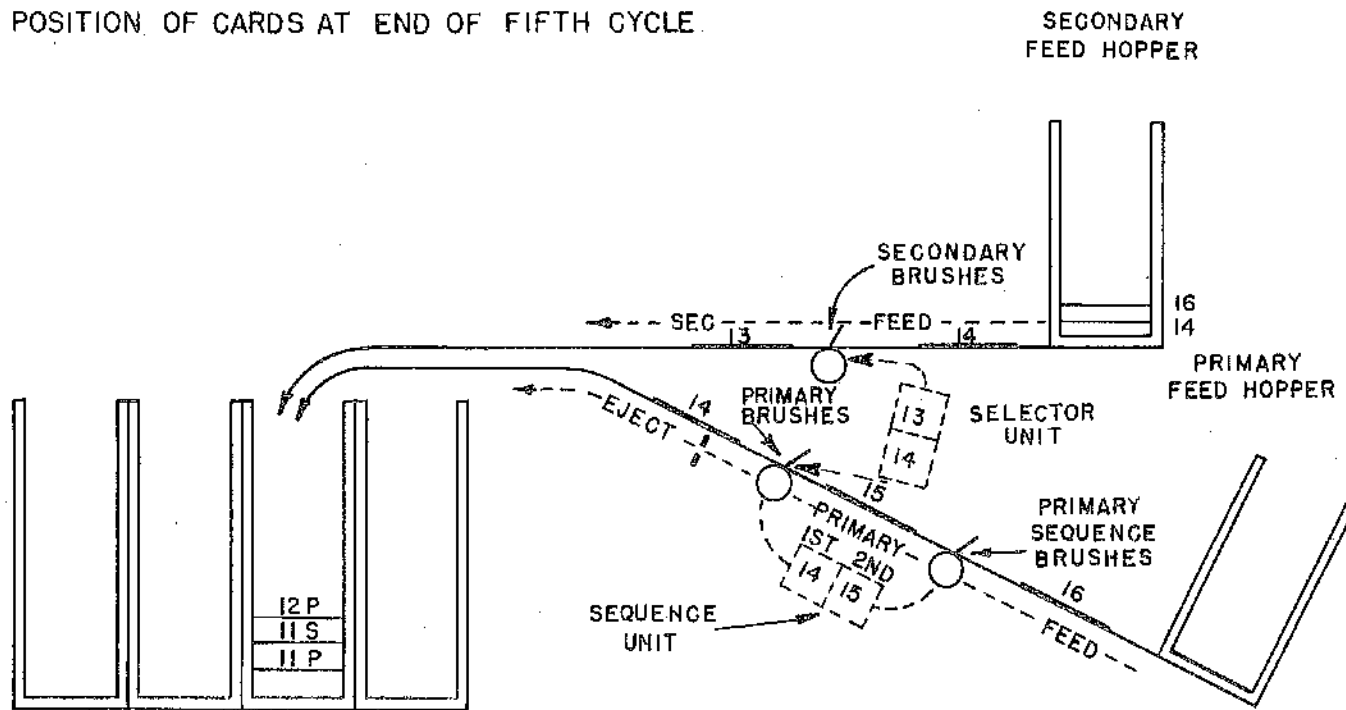 POSITION OF CARDS AT END OF FIFTH CYCLE
SECONDARY
FEED HOPPER
SECONDARY
BRUSHES
16
14
SEC
FEED
13
14
PRIMARY
FEED HOPPER
14
PRIMARY
BRUSHES
EJECT
13
14
SELECTOR
UNIT
15
PRIMARY
1ST 2ND
14 15
PRIMARY
SEQUENCE
BRUSHES
16
FEED
SEQUENCE
UNIT
12 P
11 S
11 P